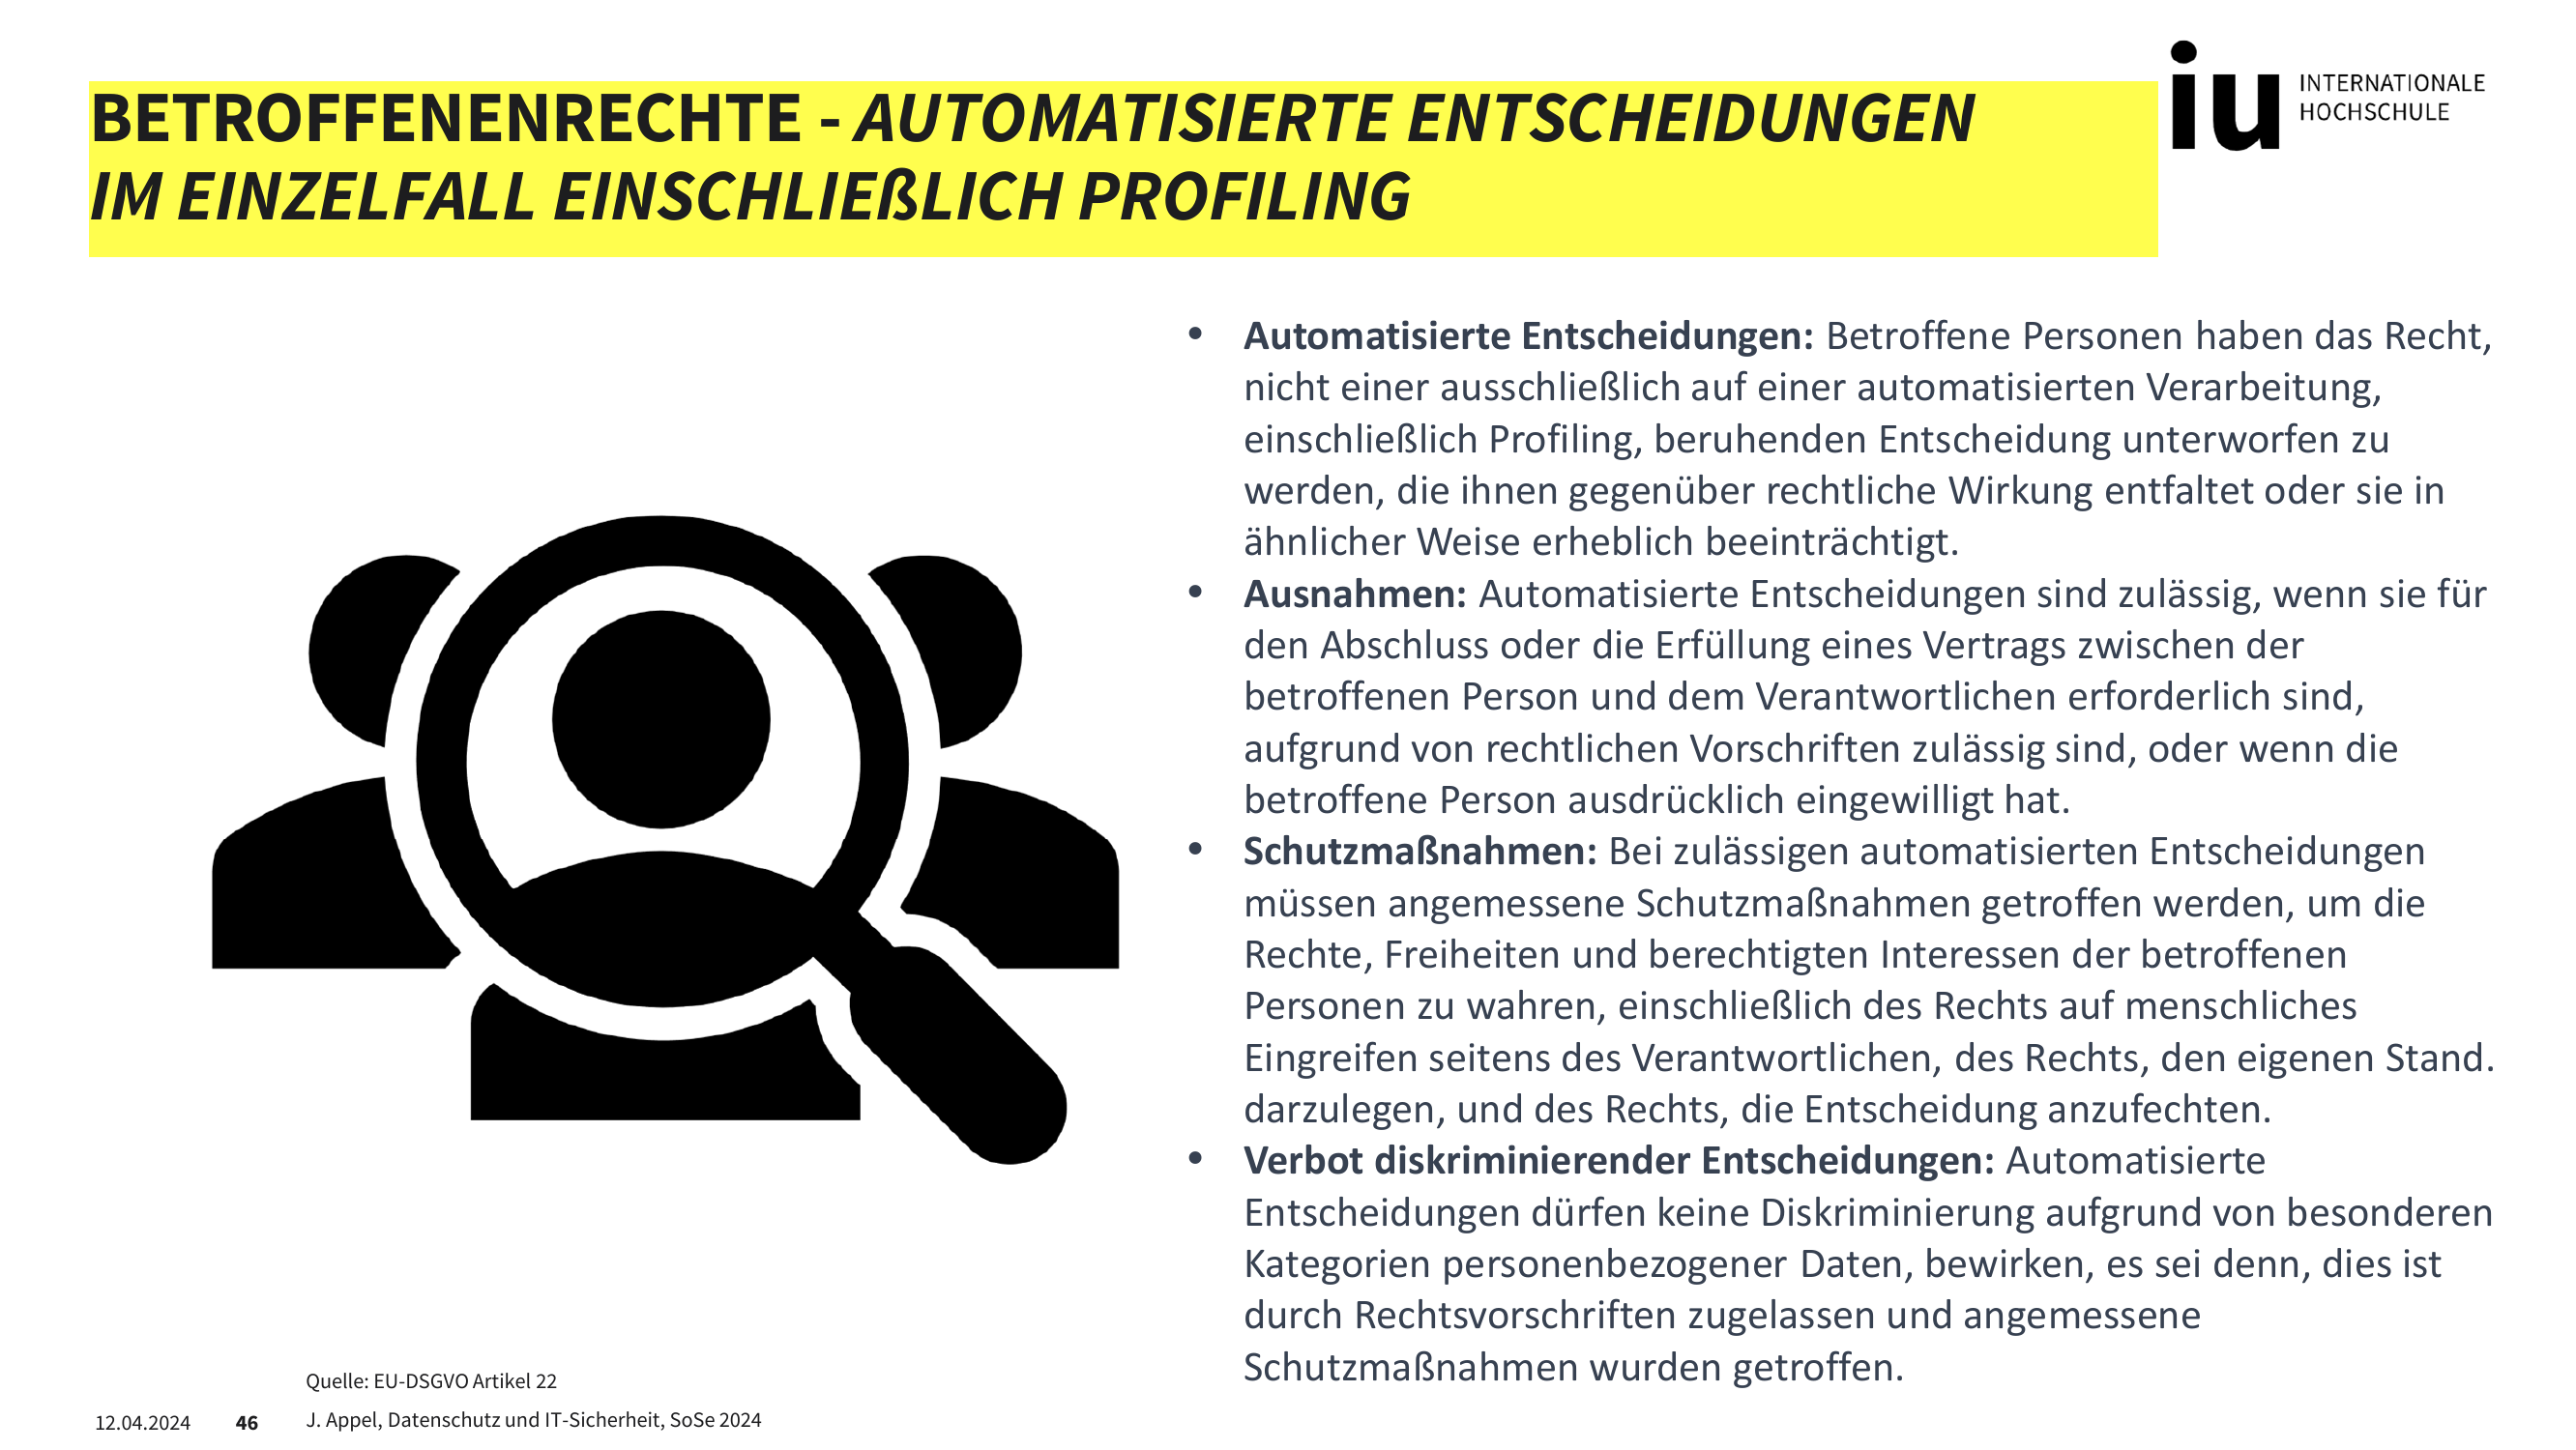 BETROFFENENRECHTE - AUTOMATISIERTE ENTSCHEIDUNGEN
IM EINZELFALL EINSCHLIEßLICH PROFILING
iu INTERNATIONALE
HOCHSCHULE
• Automatisierte Entscheidungen: Betroffene Personen haben das Recht,
nicht einer ausschließlich auf einer automatisierten Verarbeitung,
einschließlich Profiling, beruhenden Entscheidung unterworfen zu
werden, die ihnen gegenüber rechtliche Wirkung entfaltet oder sie in
ähnlicher Weise erheblich beeinträchtigt.
• Ausnahmen: Automatisierte Entscheidungen sind zulässig, wenn sie für
den Abschluss oder die Erfüllung eines Vertrags zwischen der
betroffenen Person und dem Verantwortlichen erforderlich sind,
aufgrund von rechtlichen Vorschriften zulässig sind, oder wenn die
betroffene Person ausdrücklich eingewilligt hat.
• Schutzmaßnahmen: Bei zulässigen automatisierten Entscheidungen
müssen angemessene Schutzmaßnahmen getroffen werden, um die
Rechte, Freiheiten und berechtigten Interessen der betroffenen
Personen zu wahren, einschließlich des Rechts auf menschliches
Eingreifen seitens des Verantwortlichen, des Rechts, den eigenen Stand.
darzulegen, und des Rechts, die Entscheidung anzufechten.
• Verbot diskriminierender Entscheidungen: Automatisierte
Entscheidungen dürfen keine Diskriminierung aufgrund von besonderen
Kategorien personenbezogener Daten, bewirken, es sei denn, dies ist
durch Rechtsvorschriften zugelassen und angemessene
Schutzmaßnahmen wurden getroffen.
Quelle: EU-DSGVO Artikel 22
12.04.2024 46 J. Appel, Datenschutz und IT-Sicherheit, SoSe 2024